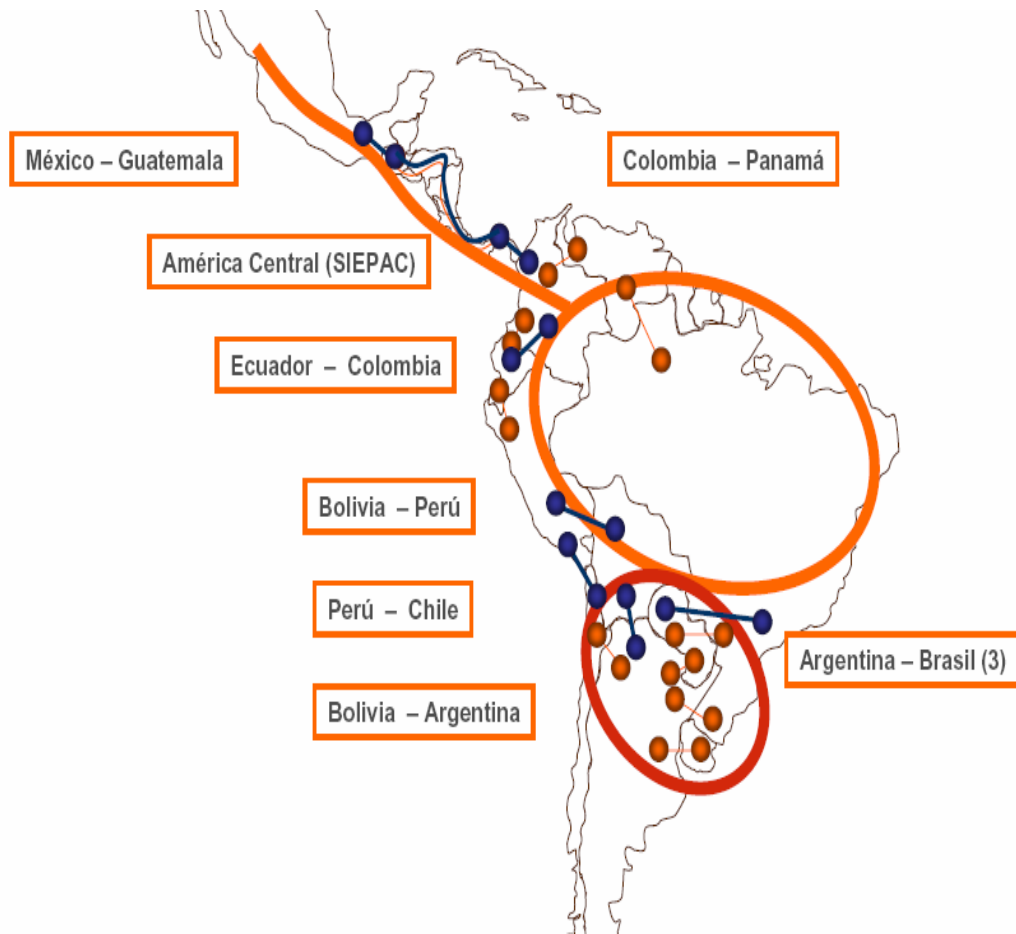 México – Guatemala
Colombia – Panamá
América Central (SIEPAC)
Ecuador – Colombia
Bolivia – Perú
Perú – Chile
Argentina – Brasil (3)
Bolivia – Argentina